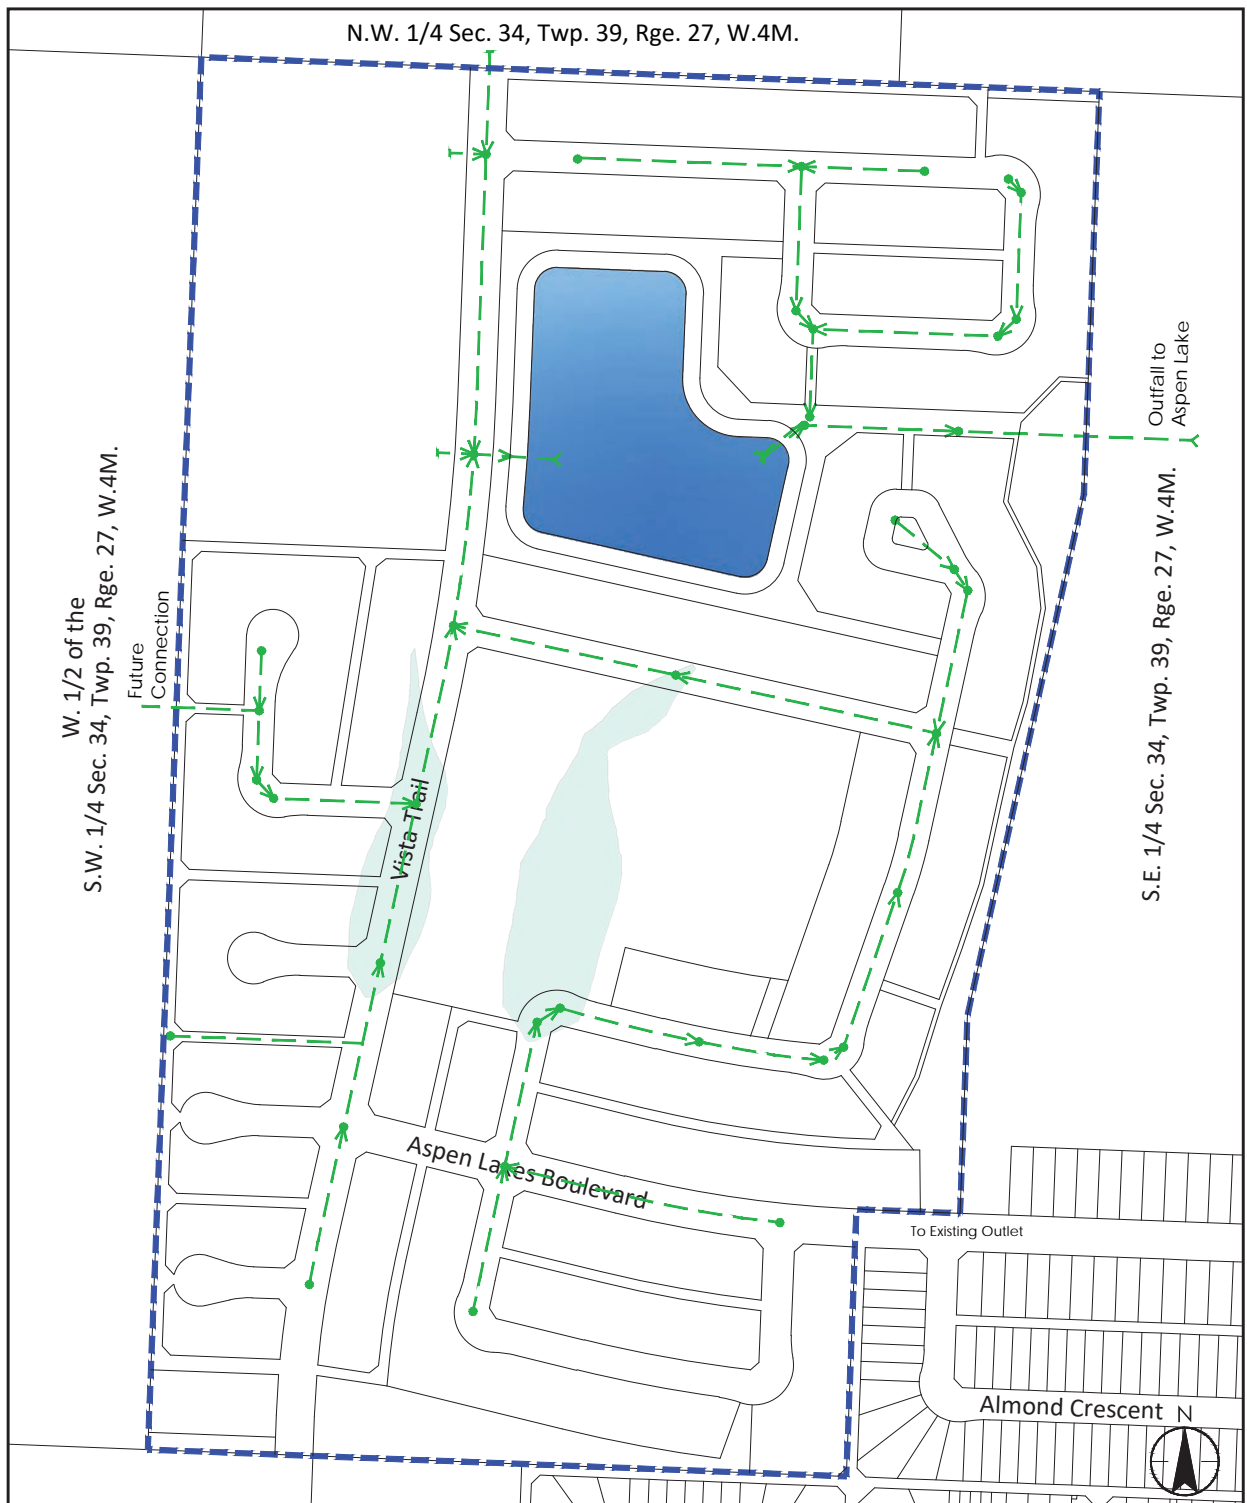 N.W. 1/4 Sec. 34, Twp. 39, Rge. 27, W.4M.
Outfall to
Aspen Lake
W. 1/2 of the
S.W. 1/4 Sec. 34, Twp. 39, Rge. 27, W.4M.
Future
Connection
S.E. 1/4 Sec. 34, Twp. 39, Rge. 27, W.4M.
Vista Trail
Aspen Lakes Boulevard
To Existing Outlet
Almond Crescent
N